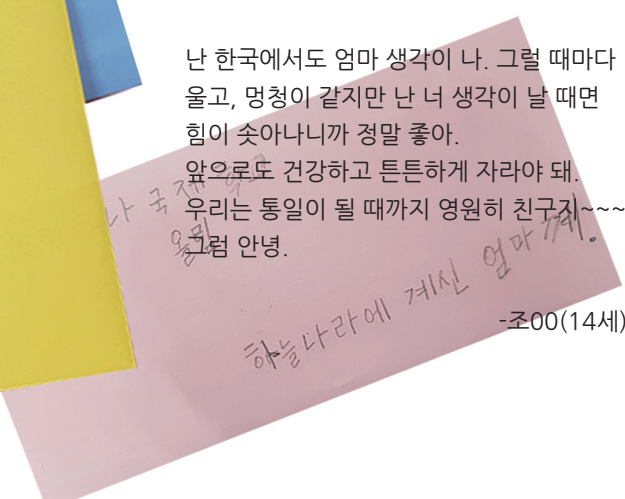 난 한국에서도 엄마 생각이 나. 그럴 때마다
울고, 멍청이 같지만 난 너 생각이 날 때면
힘이 솟아나니까 정말 좋아.
앞으로도 건강하고 튼튼하게 자라야 돼.
우리는 통일이 될 때까지 영원히 친구지~~~
그럼 안녕.
-조00(14세)
나 국제
올림
하늘나라에 계신 엄마께.